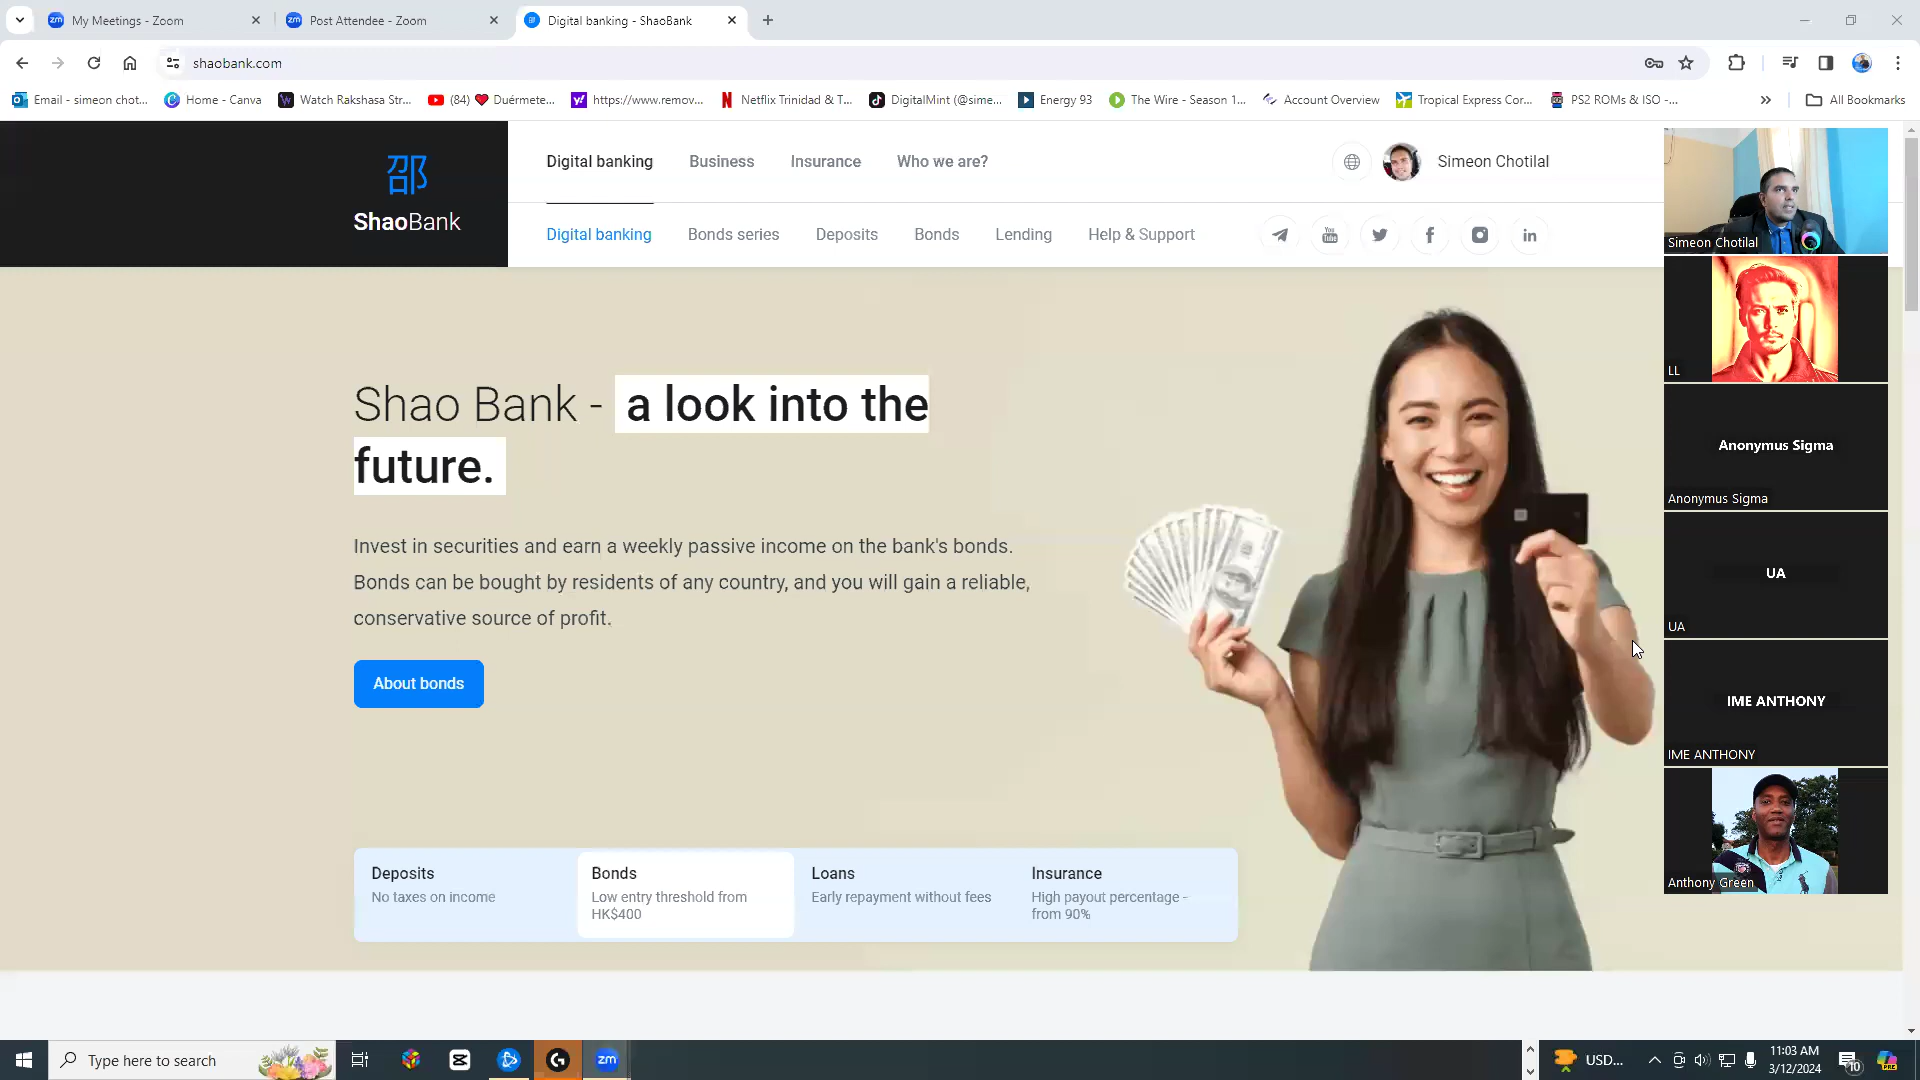 My Meetings - Zoom
Post Attendee - Zoom
Digital banking - ShaoBank
shaobank.com
Email - simeon chot...
Home - Canva
Watch Rakshasa Str...
(84) ❤ Duérmete...
https://www.remov...
Netflix Trinidad & T...
DigitalMint (@sime...
Energy 93
The Wire - Season 1...
Account Overview
Tropical Express Cor...
PS2 ROMs & ISO -...
All Bookmarks
邵
ShaoBank
Digital banking
Business
Insurance
Who we are?
Simeon Chotilal
Digital banking
Bonds series
Deposits
Bonds
Lending
Help & Support
Shao Bank - a look into the
future.
Invest in securities and earn a weekly passive income on the bank's bonds.
Bonds can be bought by residents of any country, and you will gain a reliable,
conservative source of profit.
About bonds
Deposits
No taxes on income
Bonds
Low entry threshold from
HK$400
Loans
Early repayment without fees
Insurance
High payout percentage -
from 90%
Simeon Chotilal
LL
Anonymus Sigma
Anonymus Sigma
UA
UA
IME ANTHONY
IME ANTHONY
Anthony Green
Type here to search
zm
USD...
11:03 AM
3/12/2024
10